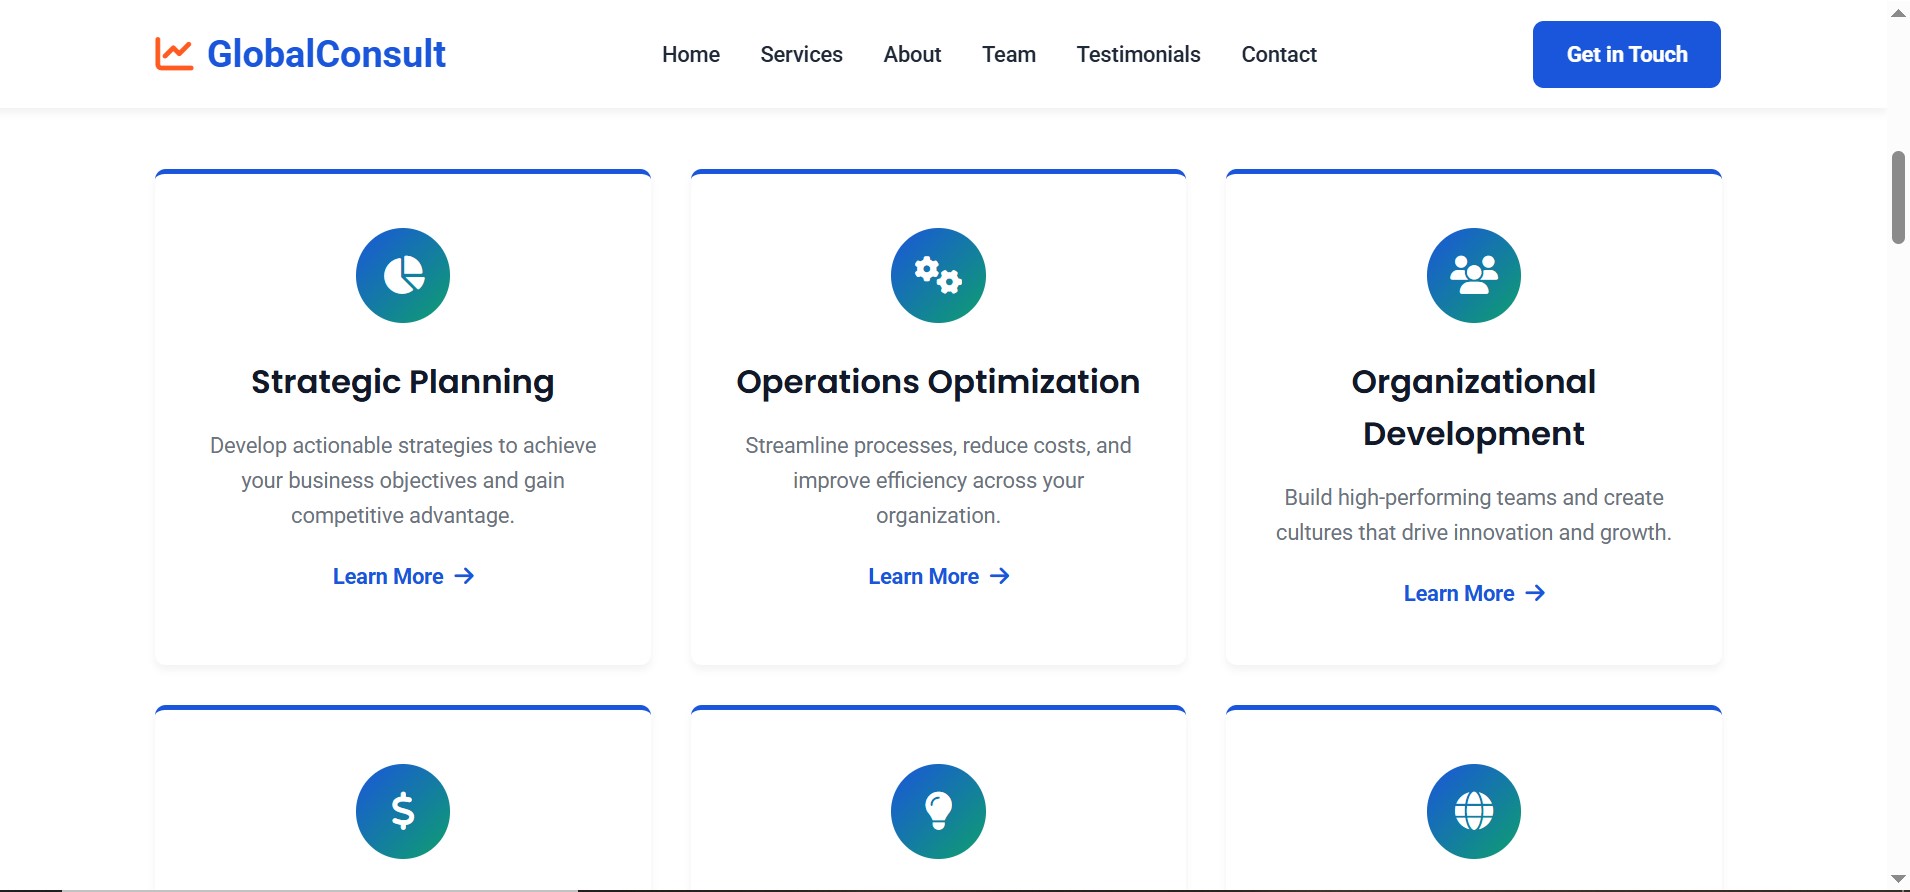 GlobalConsult
Home
Services
About
Team
Testimonials
Contact
Get in Touch
Strategic Planning
Develop actionable strategies to achieve
your business objectives and gain
competitive advantage.
Learn More
Operations Optimization
Streamline processes, reduce costs, and
improve efficiency across your
organization.
Learn More
Organizational
Development
Build high-performing teams and create
cultures that drive innovation and growth.
Learn More